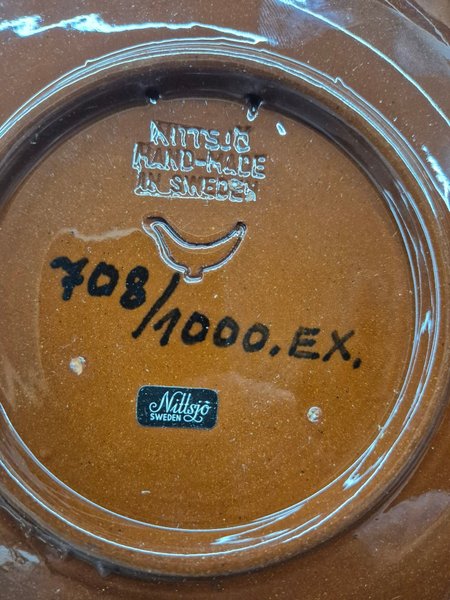 NITTSJÖ
HAND-MADE
IN SWEDEN
708/1000.EX.
Nittsjö
SWEDEN